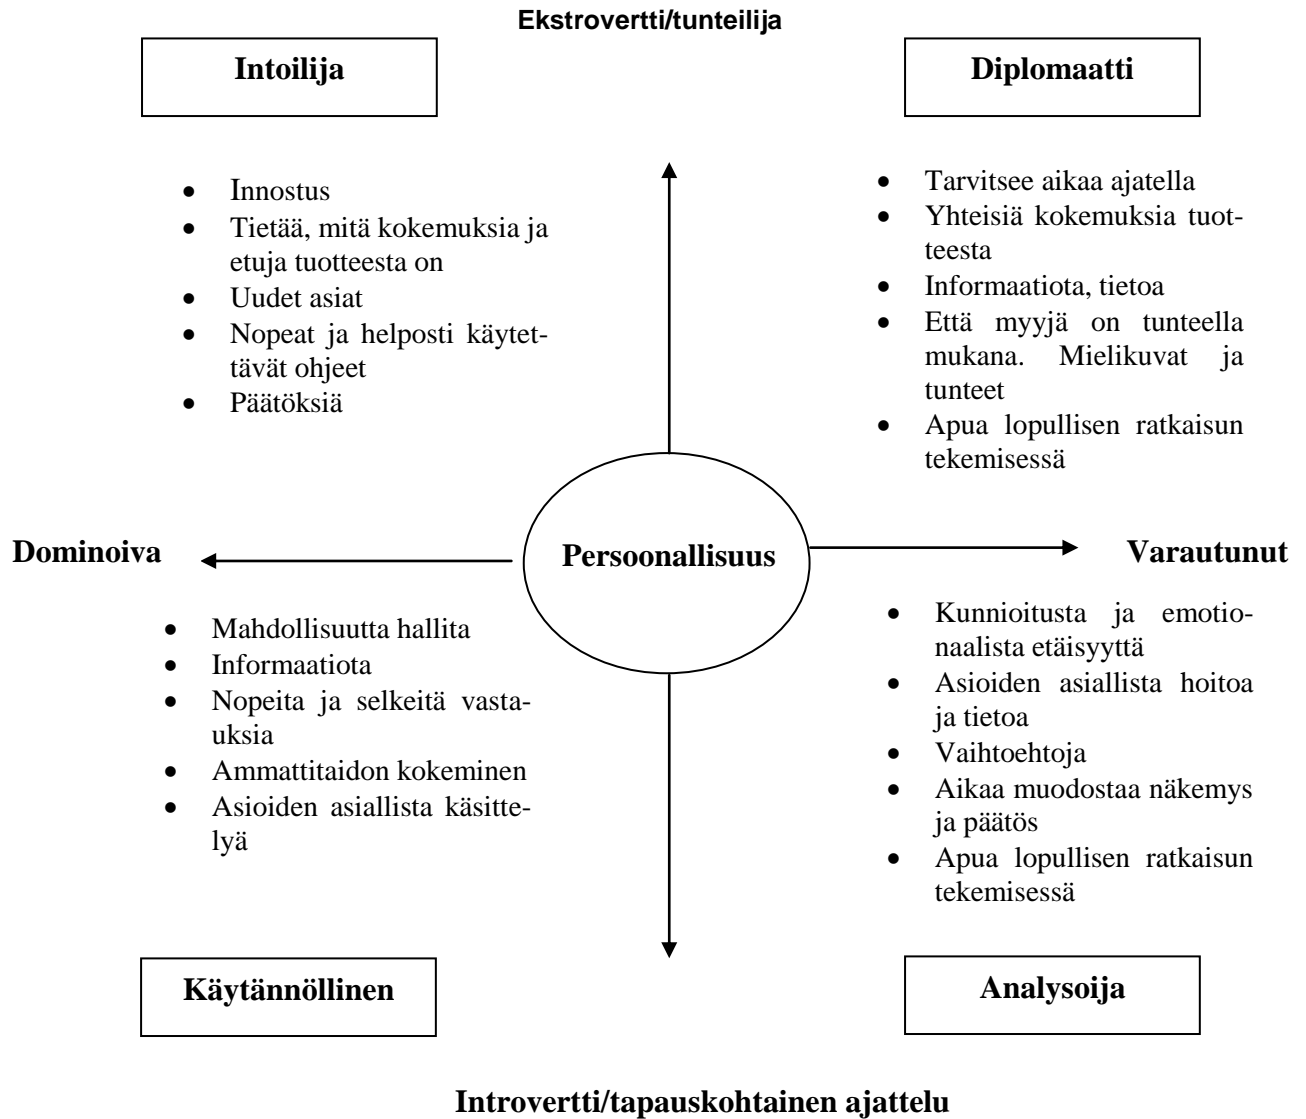 Ekstrovertti/tunteilija
Intoilija
Diplomaatti
• Innostus
• Tietää, mitä kokemuksia ja
etuja tuotteesta on
• Uudet asiat
• Nopeat ja helposti käytet-
tävät ohjeet
• Päätöksiä
• Tarvitsee aikaa ajatella
• Yhteisiä kokemuksia tuot-
teesta
• Informaatiota, tietoa
• Että myyjä on tunteella
mukana. Mielikuvat ja
tunteet
• Apua lopullisen ratkaisun
tekemisessä
Dominoiva
Persoonallisuus
Varautunut
• Mahdollisuutta hallita
• Informaatiota
• Nopeita ja selkeitä vasta-
uksia
• Ammattitaidon kokeminen
• Asioiden asiallista käsitte-
lyä
• Kunnioitusta ja emotio-
naalista etäisyyttä
• Asioiden asiallista hoitoa
ja tietoa
• Vaihtoehtoja
• Aikaa muodostaa näkemys
ja päätös
• Apua lopullisen ratkaisun
tekemisessä
Käytännöllinen
Analysoija
Introvertti/tapauskohtainen ajattelu